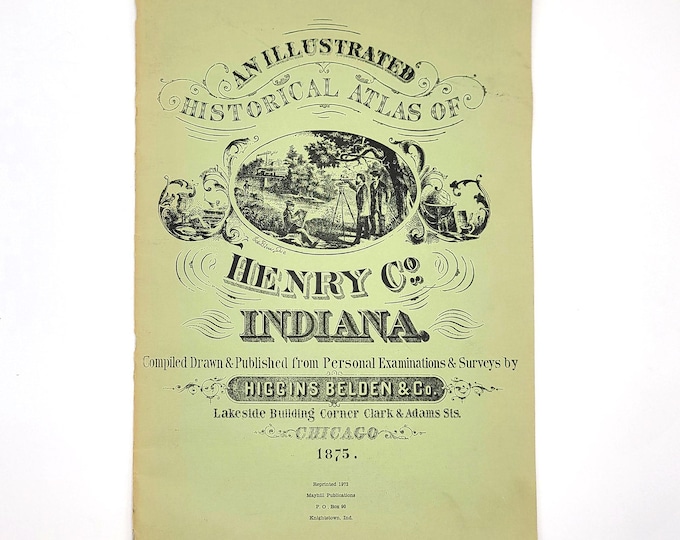 AN ILLUSTRATED
HISTORICAL ATLAS OF
HENRY Co.
INDIANA.
Compiled Drawn & Published from Personal Examinations & Surveys by
HIGGINS BELDEN & Co.
Lakeside Building Corner Clark & Adams Sts.
CHICAGO
1875.
Reprinted 1972
Mayhill Publications
P. O. Box 90
Knightstown, Ind.